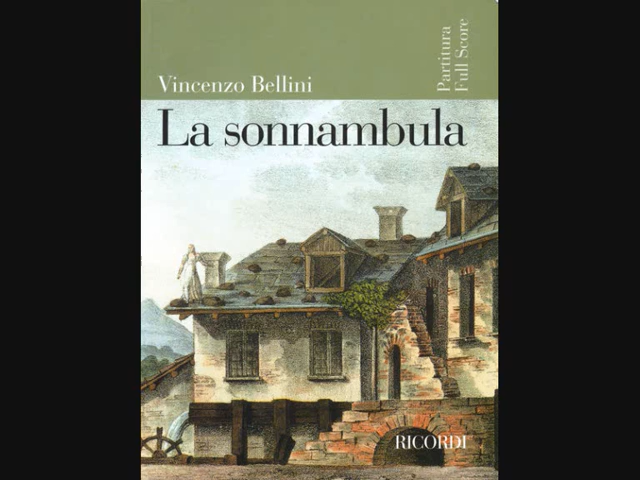 Vincenzo Bellini
Partitura
Full Score
La sonnambula
RICORDI